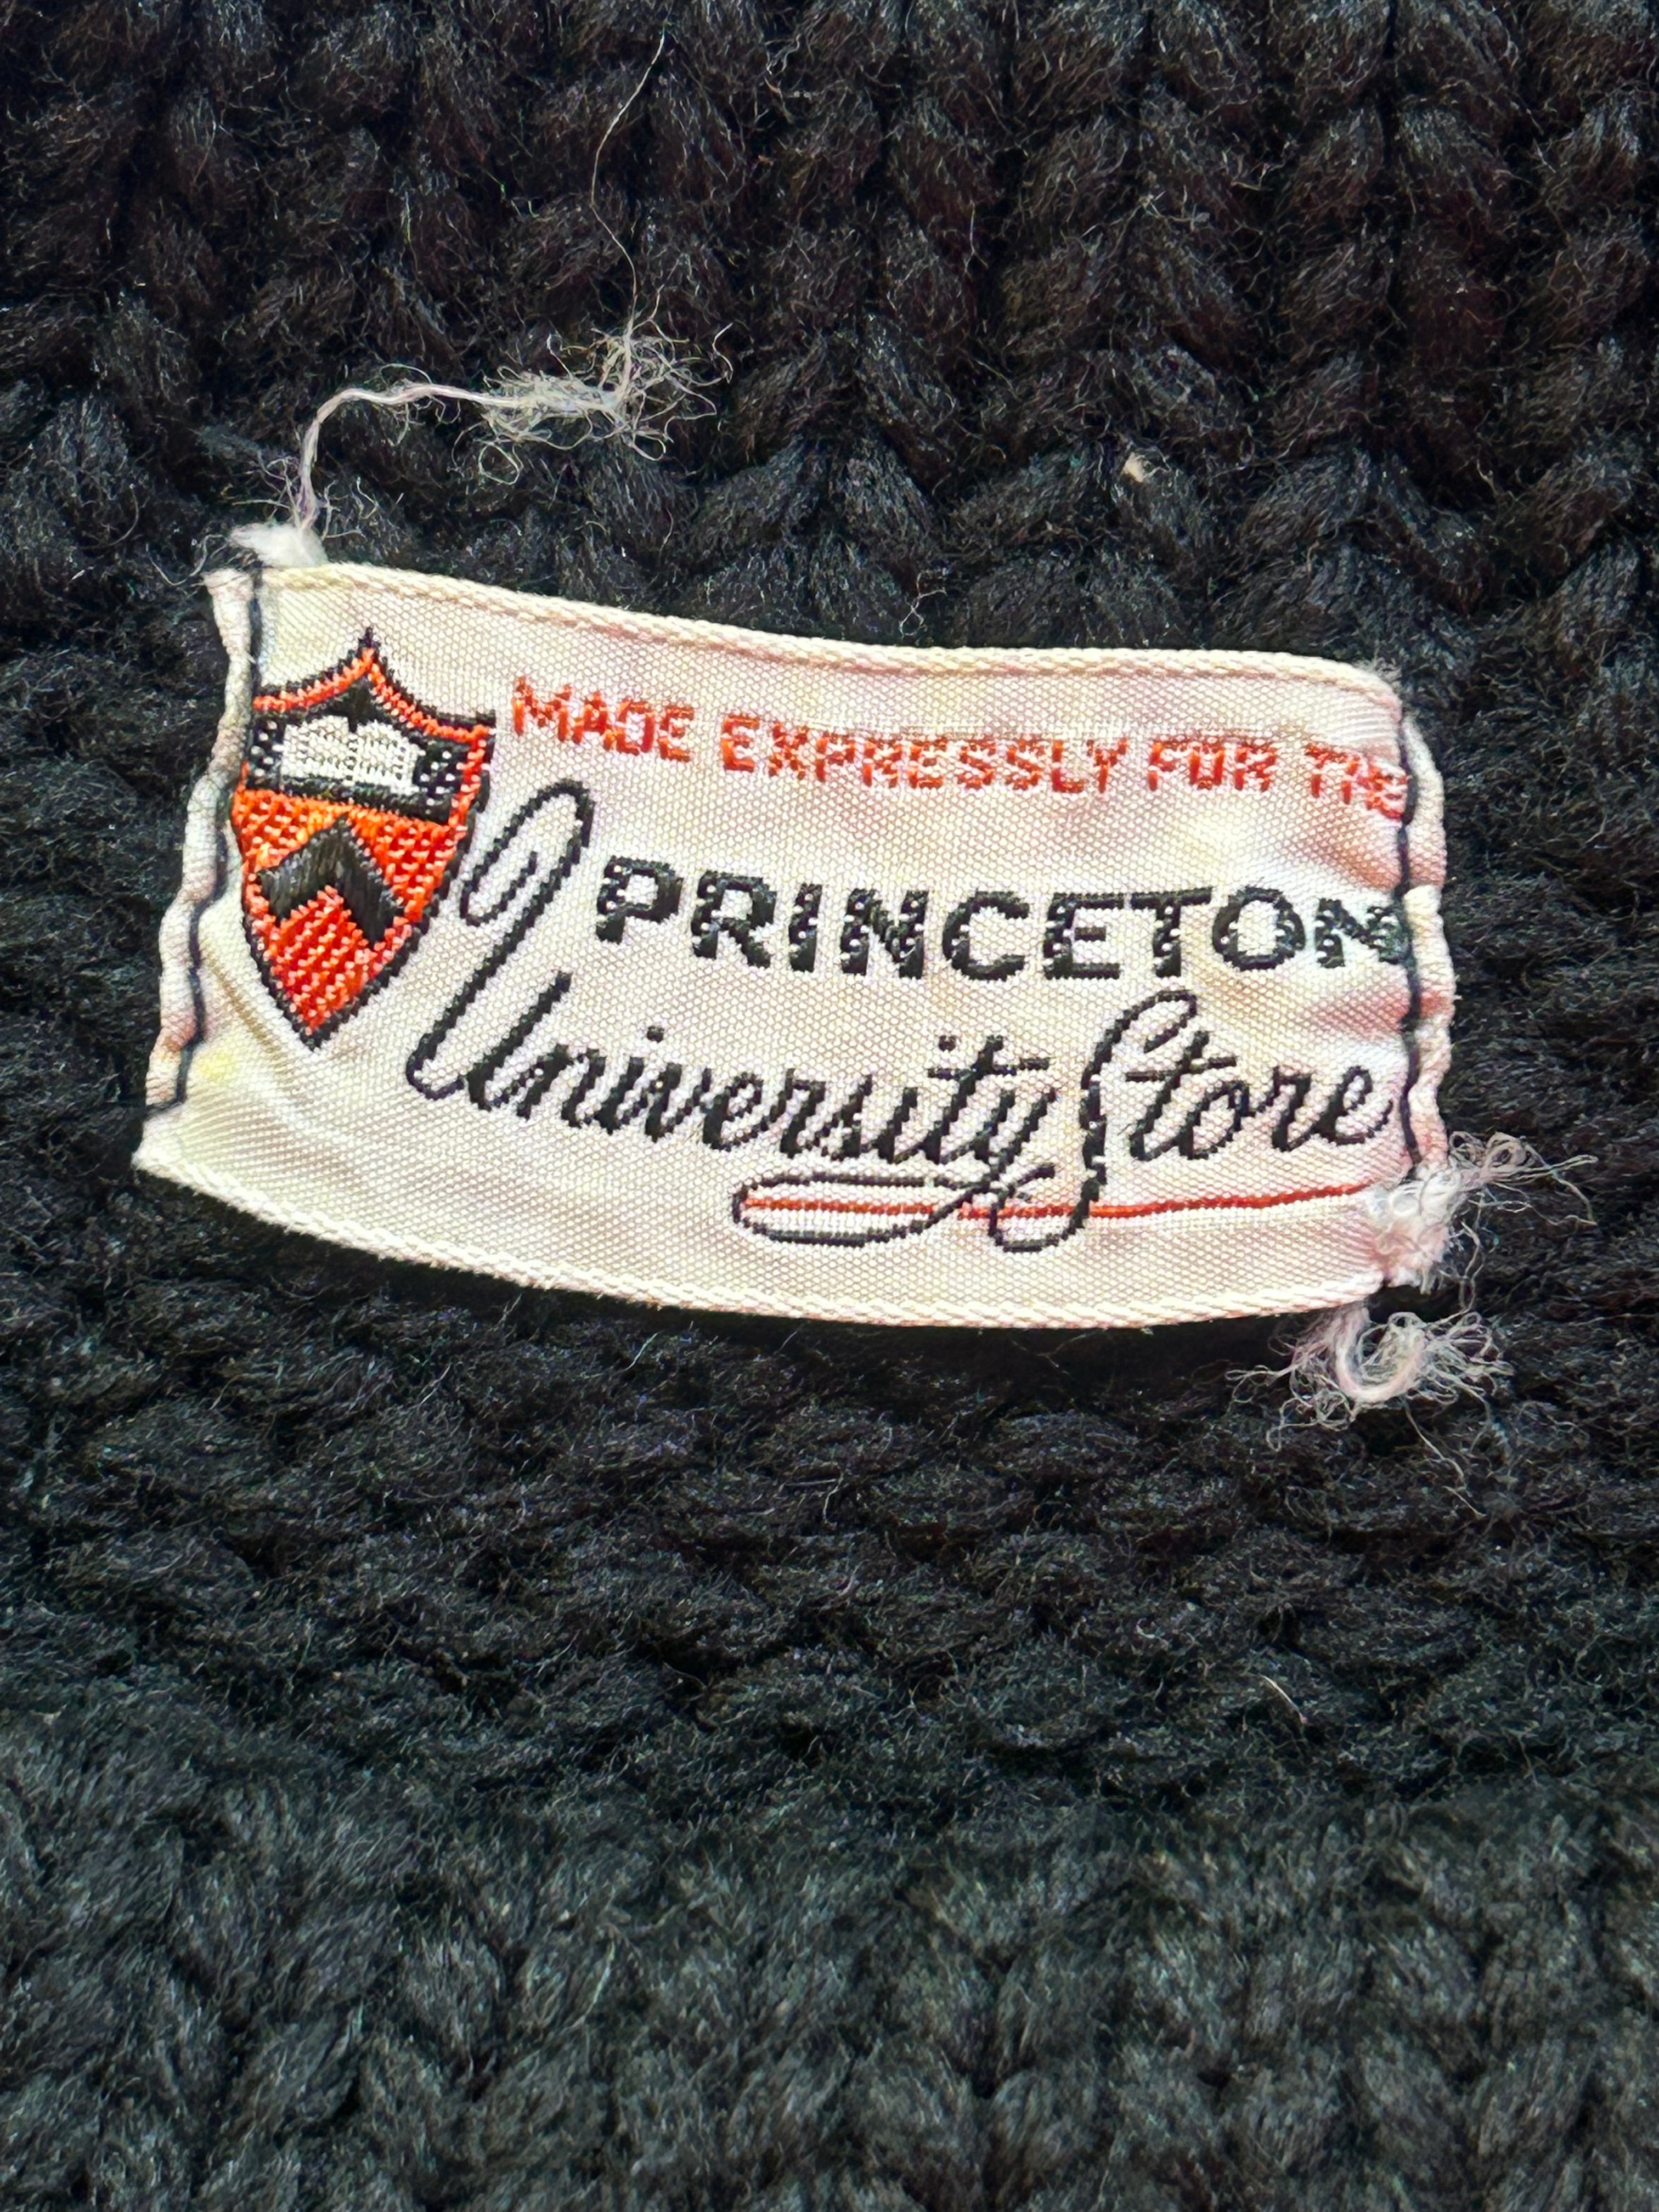 MADE EXPRESSLY FOR THE
PRINCETON
University Store